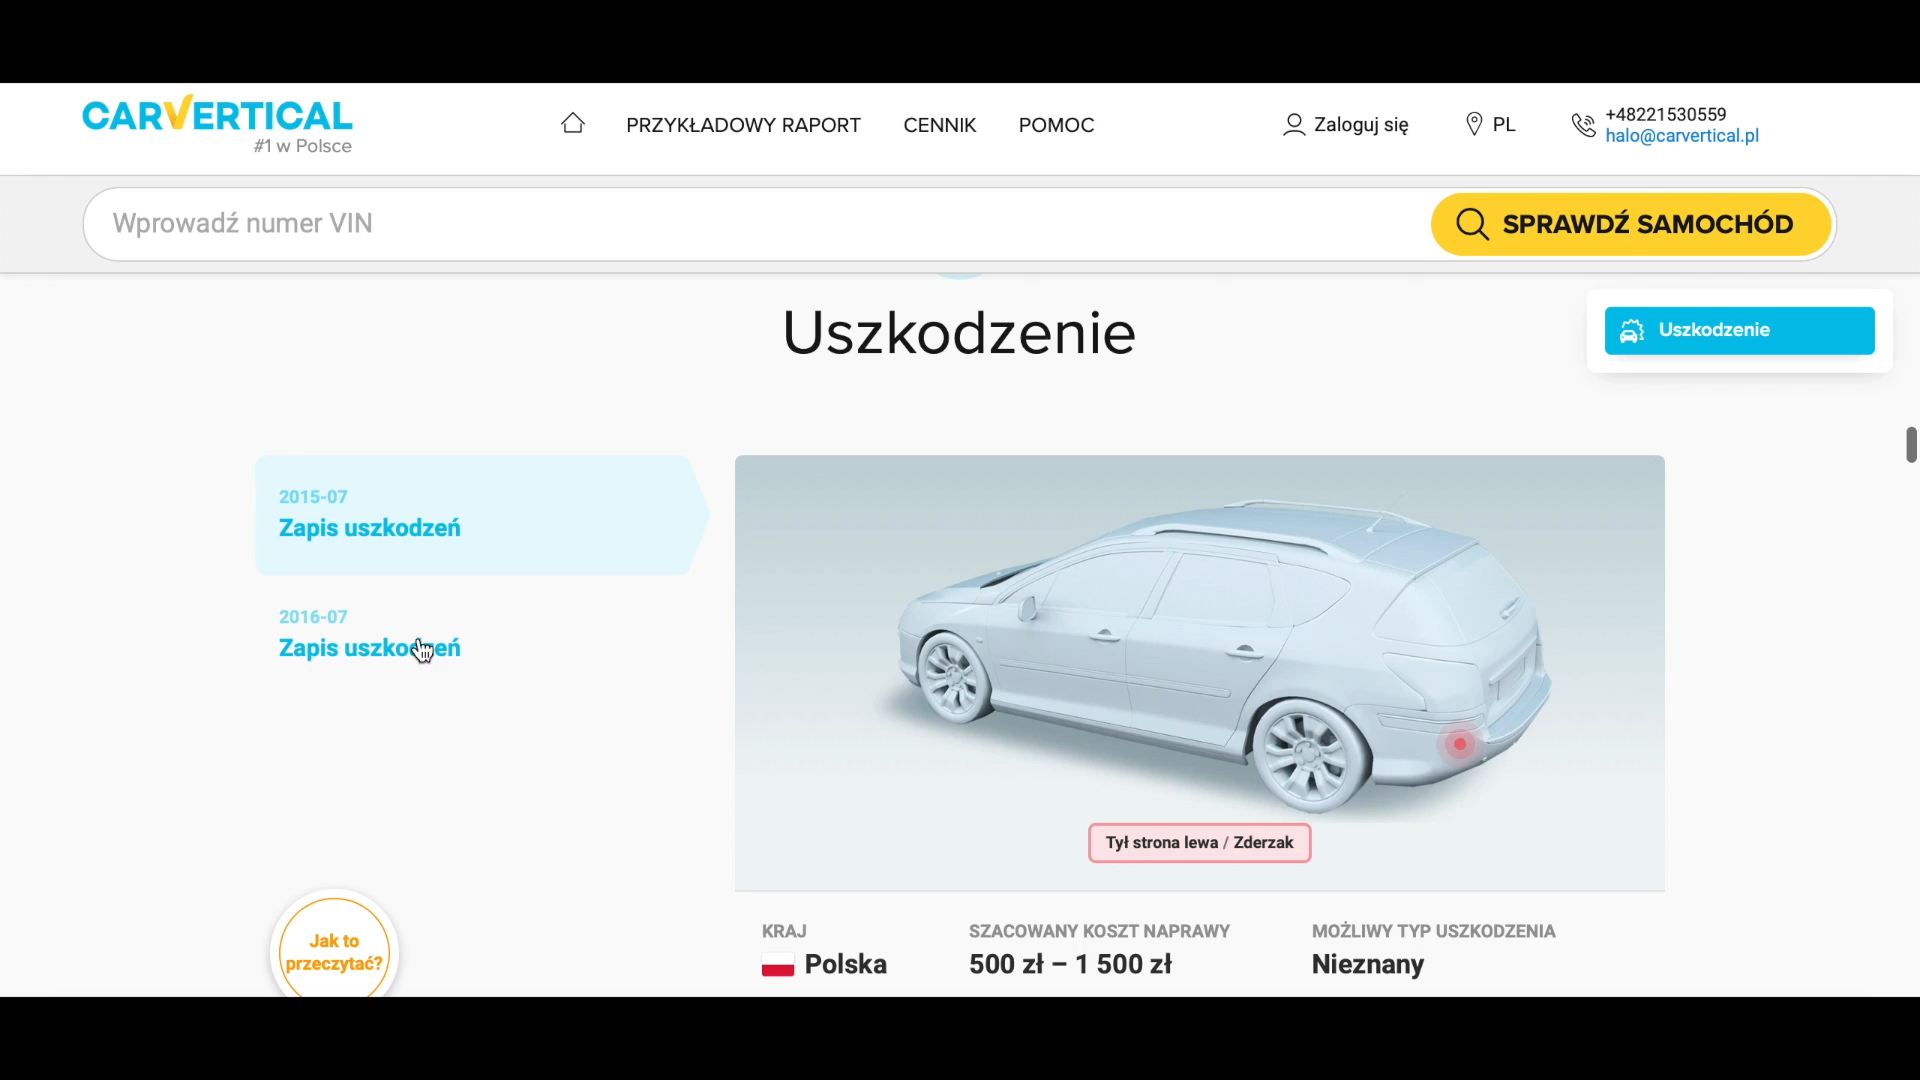 CARVERTICAL
#1 w Polsce
PRZYKŁADOWY RAPORT
CENNIK
POMOC
Zaloguj się
PL
+48221530559
halo@carvertical.pl
Wprowadź numer VIN
SPRAWDŹ SAMOCHÓD
Uszkodzenie
Uszkodzenie
2015-07
Zapis uszkodzeń
2016-07
Zapis uszkodzeń
Tył strona lewa / Zderzak
Jak to
przeczytać?
KRAJ
Polska
SZACOWANY KOSZT NAPRAWY
500 zł – 1 500 zł
MOŻLIWY TYP USZKODZENIA
Nieznany